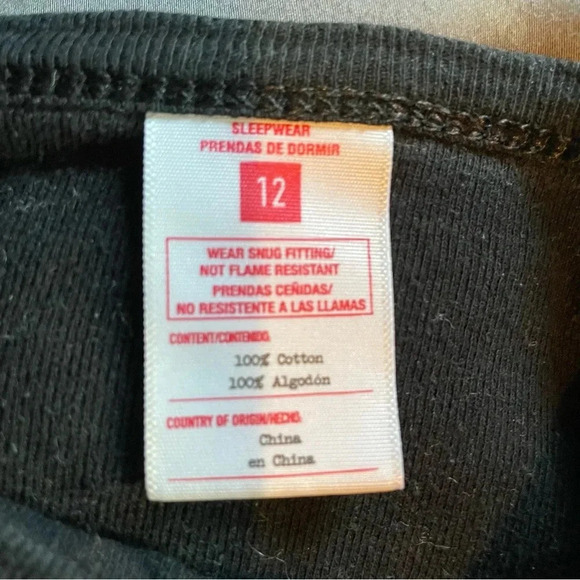 SLEEPWEAR
PRENDAS DE DORMIR
12
WEAR SNUG FITTING/
NOT FLAME RESISTANT
PRENDAS CEÑIDAS/
NO RESISTENTE A LAS LLAMAS
CONTENT/CONTENIDO:
100% Cotton
100% Algodón
COUNTRY OF ORIGIN/HECHO:
China
en China